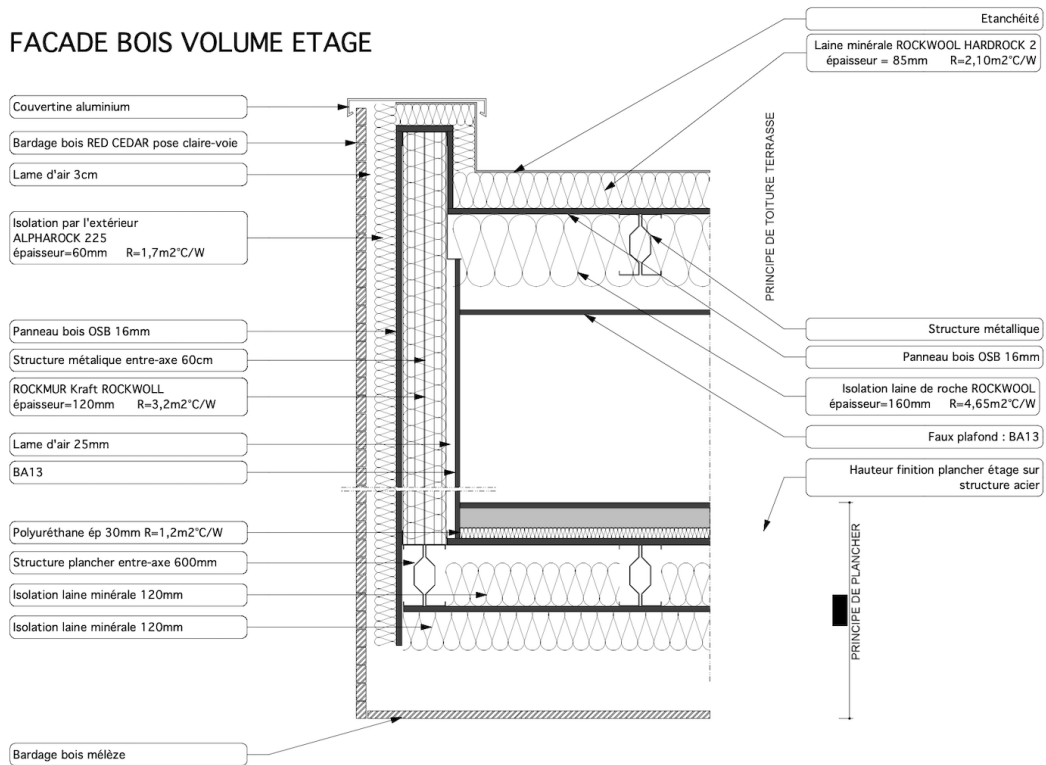 FACADE BOIS VOLUME ETAGE
Couvertine aluminium
Bardage bois RED CEDAR pose claire-voie
Lame d'air 3cm
Isolation par l'extérieur
ALPHAROCK 225
épaisseur=60mm R=1,7m2°C/W
Panneau bois OSB 16mm
Structure métalique entre-axe 60cm
ROCKMUR Kraft ROCKWOLL
épaisseur=120mm R=3,2m2°C/W
Lame d'air 25mm
BA13
Polyuréthane ép 30mm R=1,2m2°C/W
Structure plancher entre-axe 600mm
Isolation laine minérale 120mm
Isolation laine minérale 120mm
Bardage bois mélèze
Etanchéité
Laine minérale ROCKWOOL HARDROCK 2
épaisseur = 85mm R=2,10m2°C/W
PRINCIPE DE TOITURE TERRASSE
Structure métallique
Panneau bois OSB 16mm
Isolation laine de roche ROCKWOOL
épaisseur=160mm R=4,65m2°C/W
Faux plafond : BA13
Hauteur finition plancher étage sur
structure acier
PRINCIPE DE PLANCHER